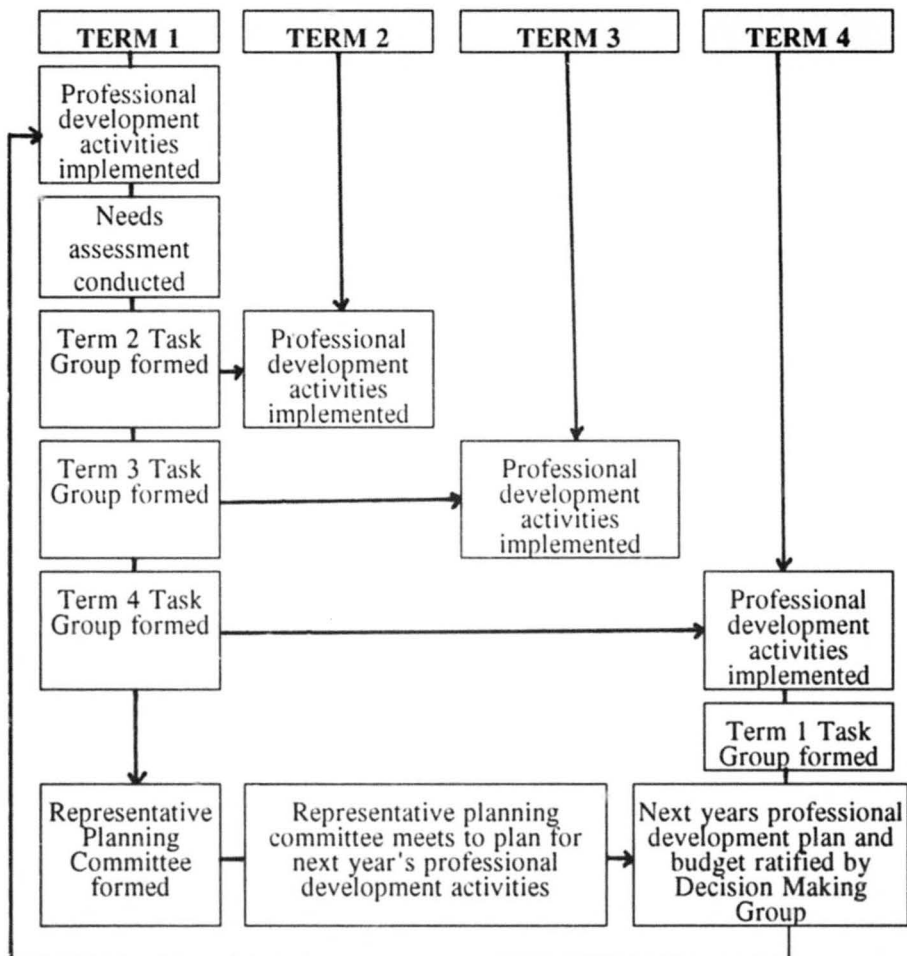 TERM 1
TERM 2
TERM 3
TERM 4
Professional
development
activities
implemented
Needs
assessment
conducted
Term 2 Task
Group formed
Professional
development
activities
implemented
Term 3 Task
Group formed
Professional
development
activities
implemented
Term 4 Task
Group formed
Professional
development
activities
implemented
Term 1 Task
Group formed
Representative
Planning
Committee
formed
Representative planning
committee meets to plan for
next year's professional
development activities
Next years professional
development plan and
budget ratified by
Decision Making
Group